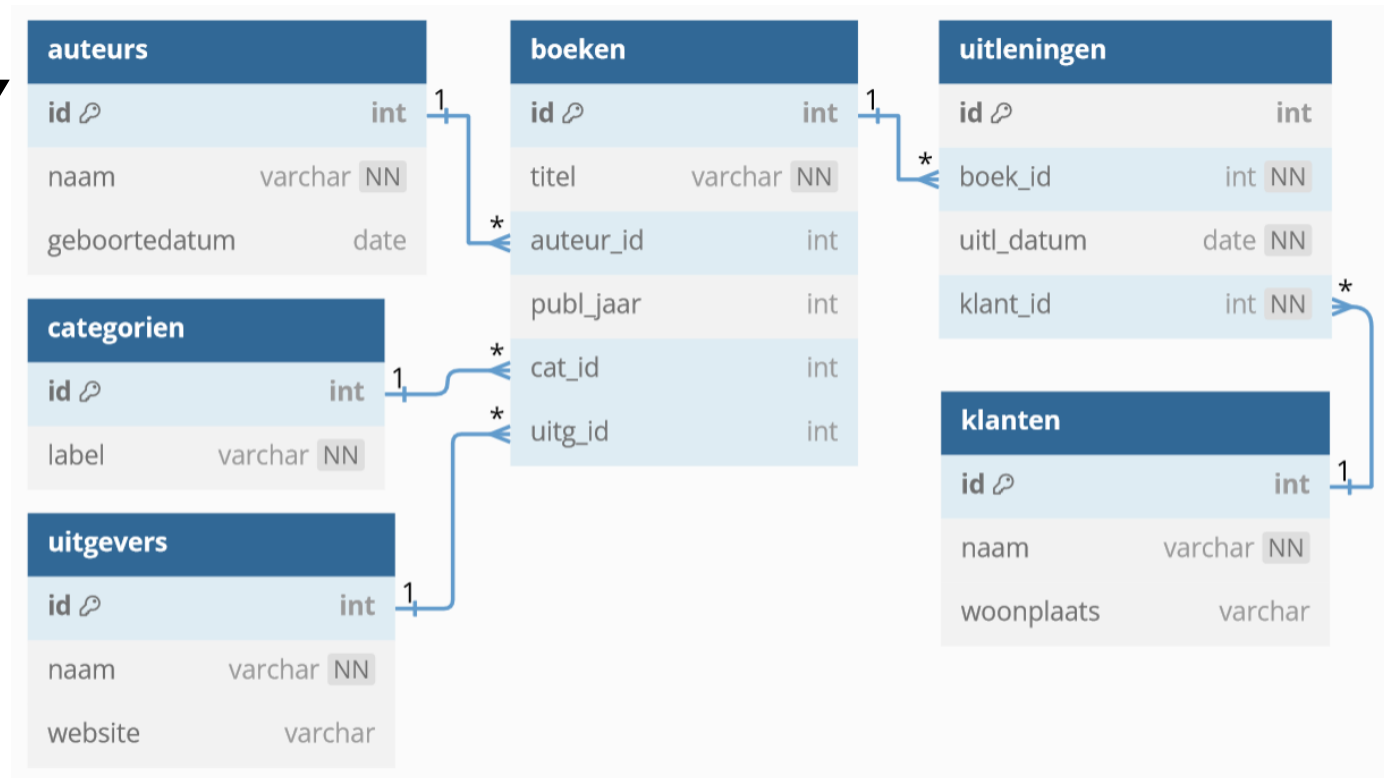 auteurs
id int
naam varchar NN
geboortedatum date
categorien
id int
label varchar NN
uitgevers
id int
naam varchar NN
website varchar
1
1
1
*
*
*
boeken
id int
titel varchar NN
auteur_id int
publ_jaar int
cat_id int
uitg_id int
1
*
uitleningen
id int
boek_id int NN
uitl_datum date NN
klant_id int NN
*
1
klanten
id int
naam varchar NN
woonplaats varchar